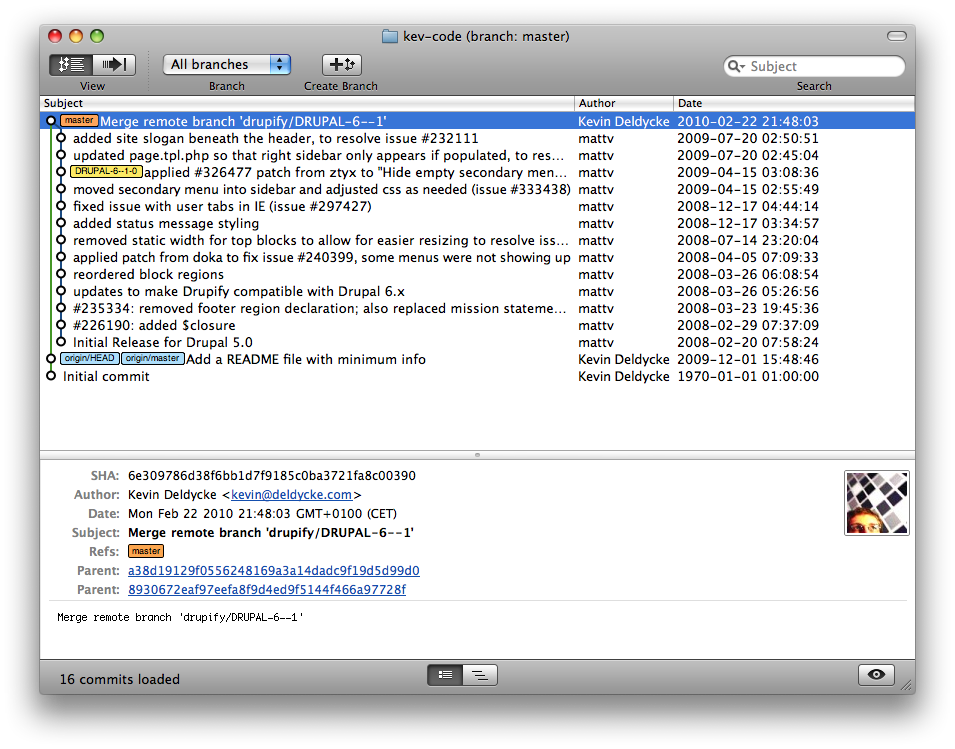 kev-code (branch: master)
All branches
Subject
View
Branch
Create Branch
Search
Subject Author Date
master Merge remote branch 'drupify/DRUPAL-6--1' Kevin Deldycke 2010-02-22 21:48:03
added site slogan beneath the header, to resolve issue #232111 mattv 2009-07-20 02:50:51
updated page.tpl.php so that right sidebar only appears if populated, to res... mattv 2009-07-20 02:45:04
DRUPAL-6--1-0 applied #326477 patch from ztyx to "Hide empty secondary men... mattv 2009-04-15 03:08:36
moved secondary menu into sidebar and adjusted css as needed (issue #333438) mattv 2009-04-15 02:55:49
fixed issue with user tabs in IE (issue #297427) mattv 2008-12-17 04:44:14
added status message styling mattv 2008-12-17 03:34:57
removed static width for top blocks to allow for easier resizing to resolve iss... mattv 2008-07-14 23:20:04
applied patch from doka to fix issue #240399, some menus were not showing up mattv 2008-04-05 07:09:33
reordered block regions mattv 2008-03-26 06:08:54
updates to make Drupify compatible with Drupal 6.x mattv 2008-03-26 05:26:56
#235334: removed footer region declaration; also replaced mission stateme... mattv 2008-03-23 19:45:36
#226190: added $closure mattv 2008-02-29 07:37:09
Initial Release for Drupal 5.0 mattv 2008-02-20 07:58:24
origin/HEAD origin/master Add a README file with minimum info Kevin Deldycke 2009-12-01 15:48:46
Initial commit Kevin Deldycke 1970-01-01 01:00:00
SHA: 6e309786d38f6bb1d7f9185c0ba3721fa8c00390
Author: Kevin Deldycke <kevin@deldycke.com>
Date: Mon Feb 22 2010 21:48:03 GMT+0100 (CET)
Subject: Merge remote branch 'drupify/DRUPAL-6--1'
Refs: master
Parent: a38d19129f0556248169a3a14dadc9f19d5d99d0
Parent: 8930672eaf97eefa8f9d4ed9f5144f466a97728f
Merge remote branch 'drupify/DRUPAL-6--1'
16 commits loaded